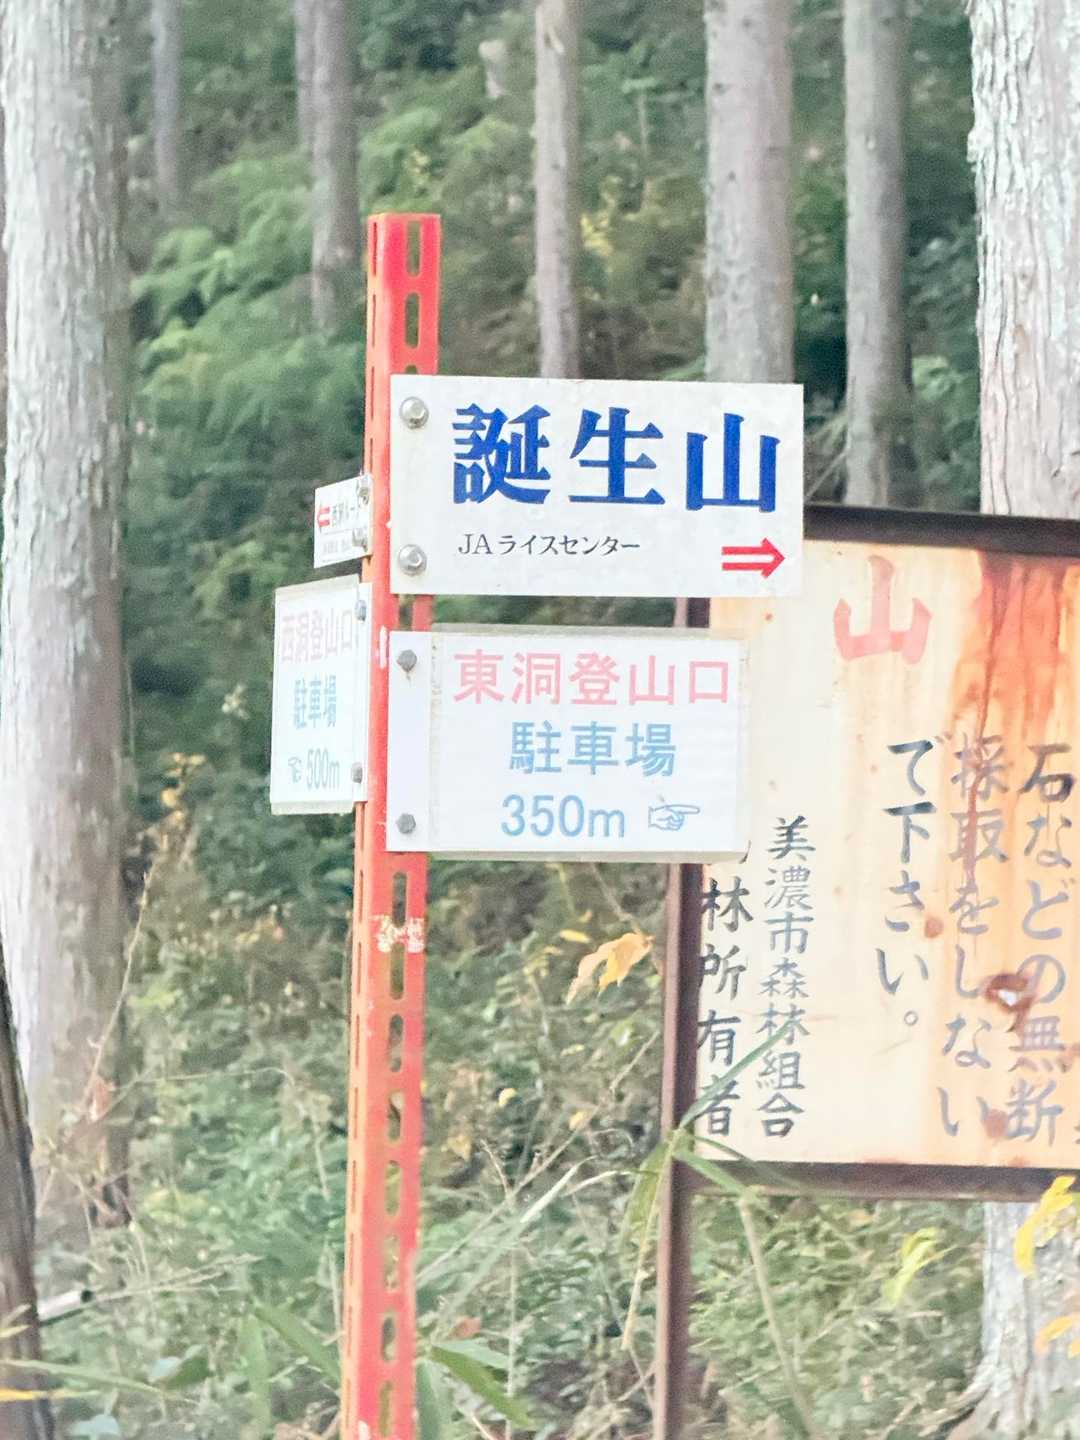 誕生山
JAライスセンター
⇒
東洞登山口
駐車場
350m ☞
西洞登山口
駐車場
☜ 500m
山
石などの無断
採取をしない
で下さい。
美濃市森林組合
林所有者